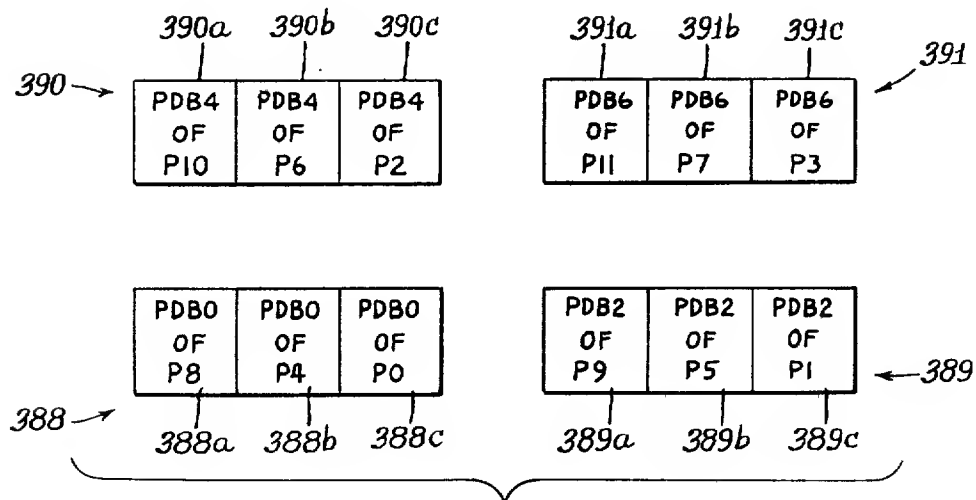 390a 390b 390c 391a 391b 391c
390 391
PDB4 PDB4 PDB4 PDB6 PDB6 PDB6
OF OF OF OF OF OF
P10 P6 P2 P11 P7 P3
PDB0 PDB0 PDB0 PDB2 PDB2 PDB2
OF OF OF OF OF OF
P8 P4 P0 P9 P5 P1
389
388 388a 388b 388c 389a 389b 389c